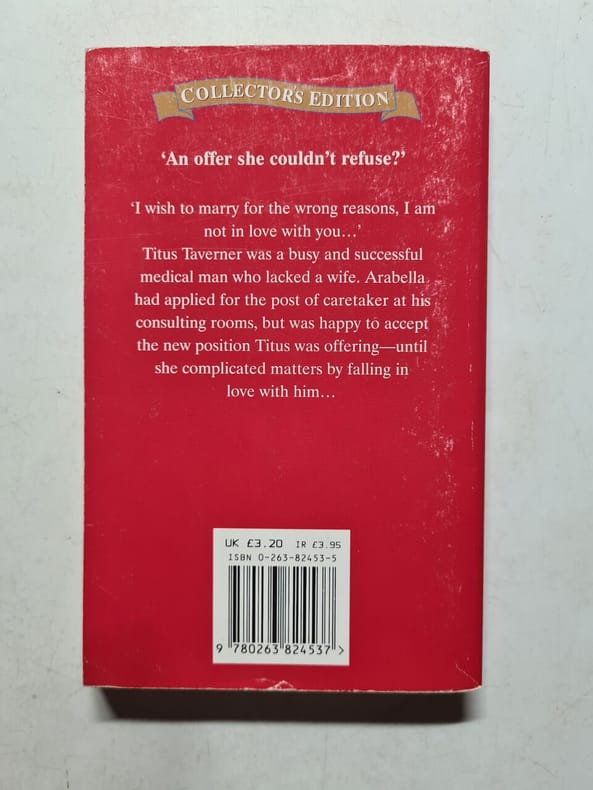 COLLECTOR'S EDITION
‘An offer she couldn’t refuse?’
‘I wish to marry for the wrong reasons, I am
not in love with you…’
Titus Taverner was a busy and successful
medical man who lacked a wife. Arabella
had applied for the post of caretaker at his
consulting rooms, but was happy to accept
the new position Titus was offering—until
she complicated matters by falling in
love with him…
UK £3.20 IR £3.95
ISBN 0-263-82453-5
9 780263 824537 >